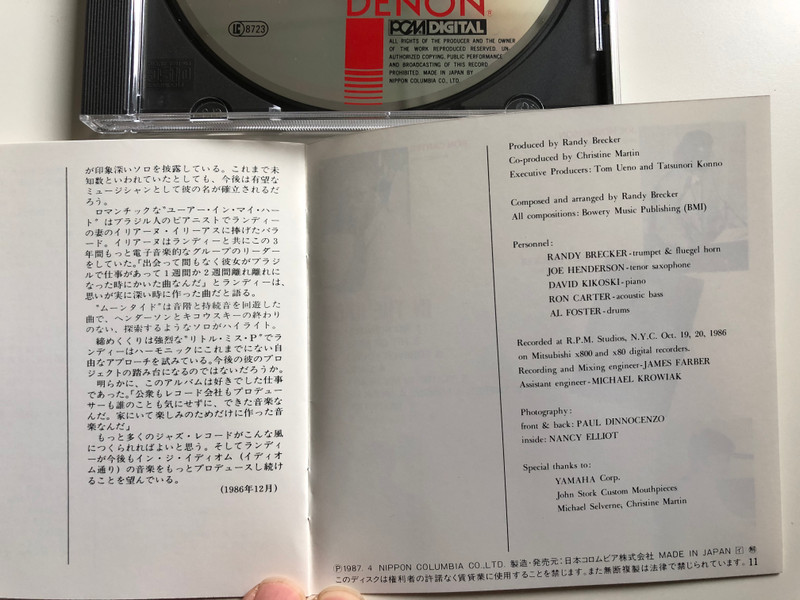 DENON
8723
PCM DIGITAL
ALL RIGHTS OF THE PRODUCER AND THE OWNER
OF THE WORK REPRODUCED RESERVED. UN-
AUTHORIZED COPYING, PUBLIC PERFORMANCE
AND BROADCASTING OF THIS RECORD
PROHIBITED. MADE IN JAPAN BY
NIPPON COLUMBIA CO., LTD.
が印象深いソロを披露している。これまで未
知数といわれていたとしても、今後は有望な
ミュージシャンとして彼の名が確立されるだ
ろう。
ロマンチックな"ユーアー・イン・マイ・ハー
ト"はブラジル人のピアニストでランディー
の妻のイリアーヌ・イリーアスに捧げたバラ
ード。イリアーヌはランディーと共にこの3
年間もっと電子音楽的なグループのリーダー
をしていた。「出会って間もなく彼女がブラジ
ルで仕事があって1週間か2週間離れ離れに
なった時にかいた曲なんだ」とランディーは、
思いが実に深い時に作った曲だと語る。
"ムーンタイド"は音階と持続音を回遊した
曲で、ヘンダーソンとキコウスキーの終わり
のない、探索するようなソロがハイライト。
締めくくりは強烈な"リトル・ミス・P"でラ
ンディーはハーモニックにこれまでにない自
由なアプローチを試みている。今後の彼のプロ
ジェクトの踏み台になるのではないだろうか。
明らかに、このアルバムは好きでした仕事
であった。「公衆もレコード会社もプロデュー
サーも誰のことも気にせずに、できた音楽な
んだ。家にいて楽しみのためだけに作った音
楽なんだ」
もっと多くのジャズ・レコードがこんな風
につくられればよいと思う。そしてランディ
ーが今後もイン・ジ・イディオム(イディオ
ム通り)の音楽をもっとプロデュースし続け
ることを望んでいる。
(1986年12月)
Produced by Randy Brecker
Co-produced by Christine Martin
Executive Producers: Tom Ueno and Tatsunori Konno
Composed and arranged by Randy Brecker
All compositions: Bowery Music Publishing (BMI)
Personnel:
RANDY BRECKER-trumpet & fluegel horn
JOE HENDERSON-tenor saxophone
DAVID KIKOSKI-piano
RON CARTER-acoustic bass
AL FOSTER-drums
Recorded at R.P.M. Studios, N.Y.C. Oct. 19, 20, 1986
on Mitsubishi x800 and x80 digital recorders.
Recording and Mixing engineer-JAMES FARBER
Assistant engineer-MICHAEL KROWIAK
Photography:
front & back: PAUL DINNOCENZO
inside: NANCY ELLIOT
Special thanks to:
YAMAHA Corp.
John Stork Custom Mouthpieces
Michael Selverne, Christine Martin
Ⓟ1987. 4 NIPPON COLUMBIA CO.,LTD. 製造・発売元:日本コロムビア株式会社 MADE IN JAPAN
このディスクは権利者の許諾なく賃貸業に使用することを禁じます。また無断複製は法律で禁じられています。 11